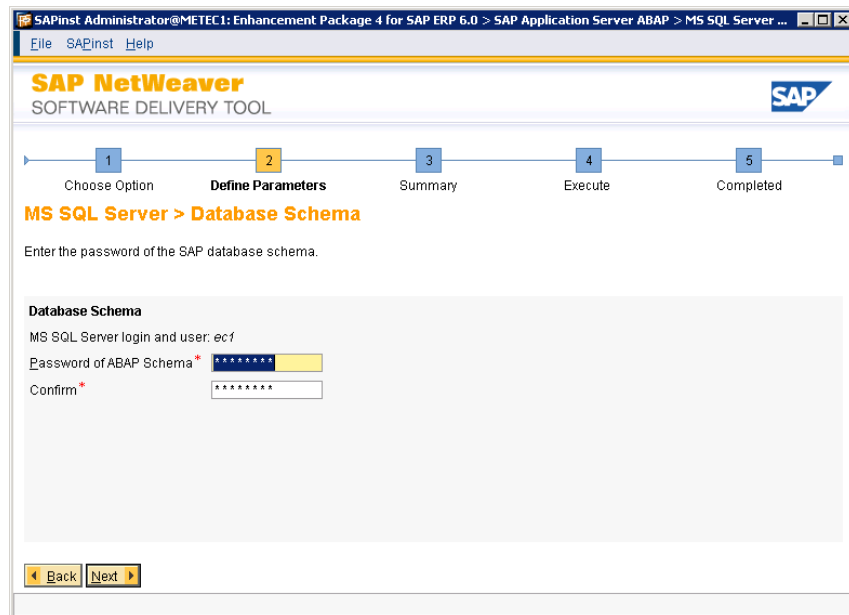 SAPinst Administrator@METEC1: Enhancement Package 4 for SAP ERP 6.0 > SAP Application Server ABAP > MS SQL Server ...
File SAPinst Help
SAP NetWeaver
SOFTWARE DELIVERY TOOL
SAP
1 2 3 4 5
Choose Option Define Parameters Summary Execute Completed
MS SQL Server > Database Schema
Enter the password of the SAP database schema.
Database Schema
MS SQL Server login and user: ec1
Password of ABAP Schema* ********
Confirm* ********
Back Next